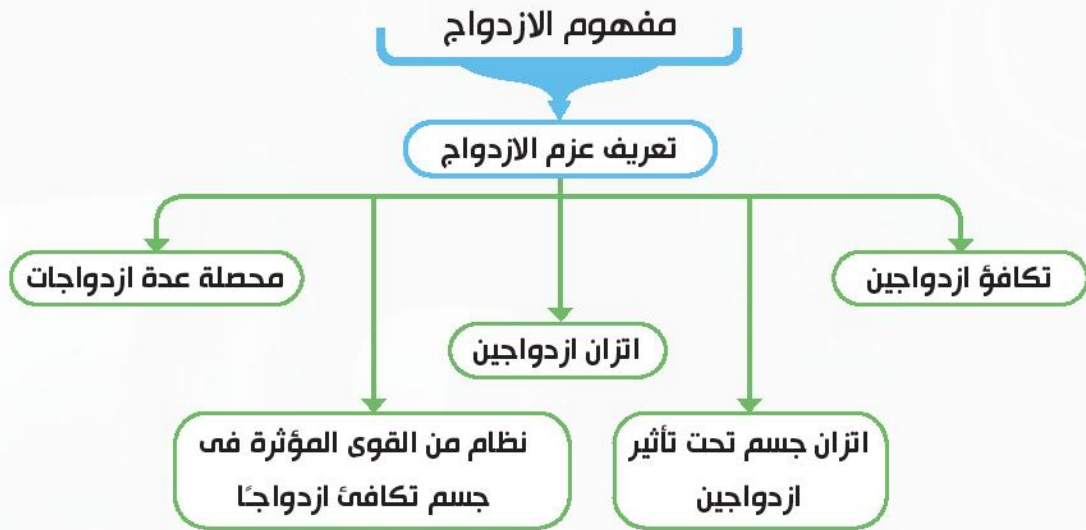 مفهوم الازدواج
تعريف عزم الازدواج
تكافؤ ازدواجين
محصلة عدة ازدواجات
اتزان ازدواجين
اتزان جسم تحت تأثير
ازدواجين
نظام من القوى المؤثرة فى
جسم تكافئ ازدواجًا